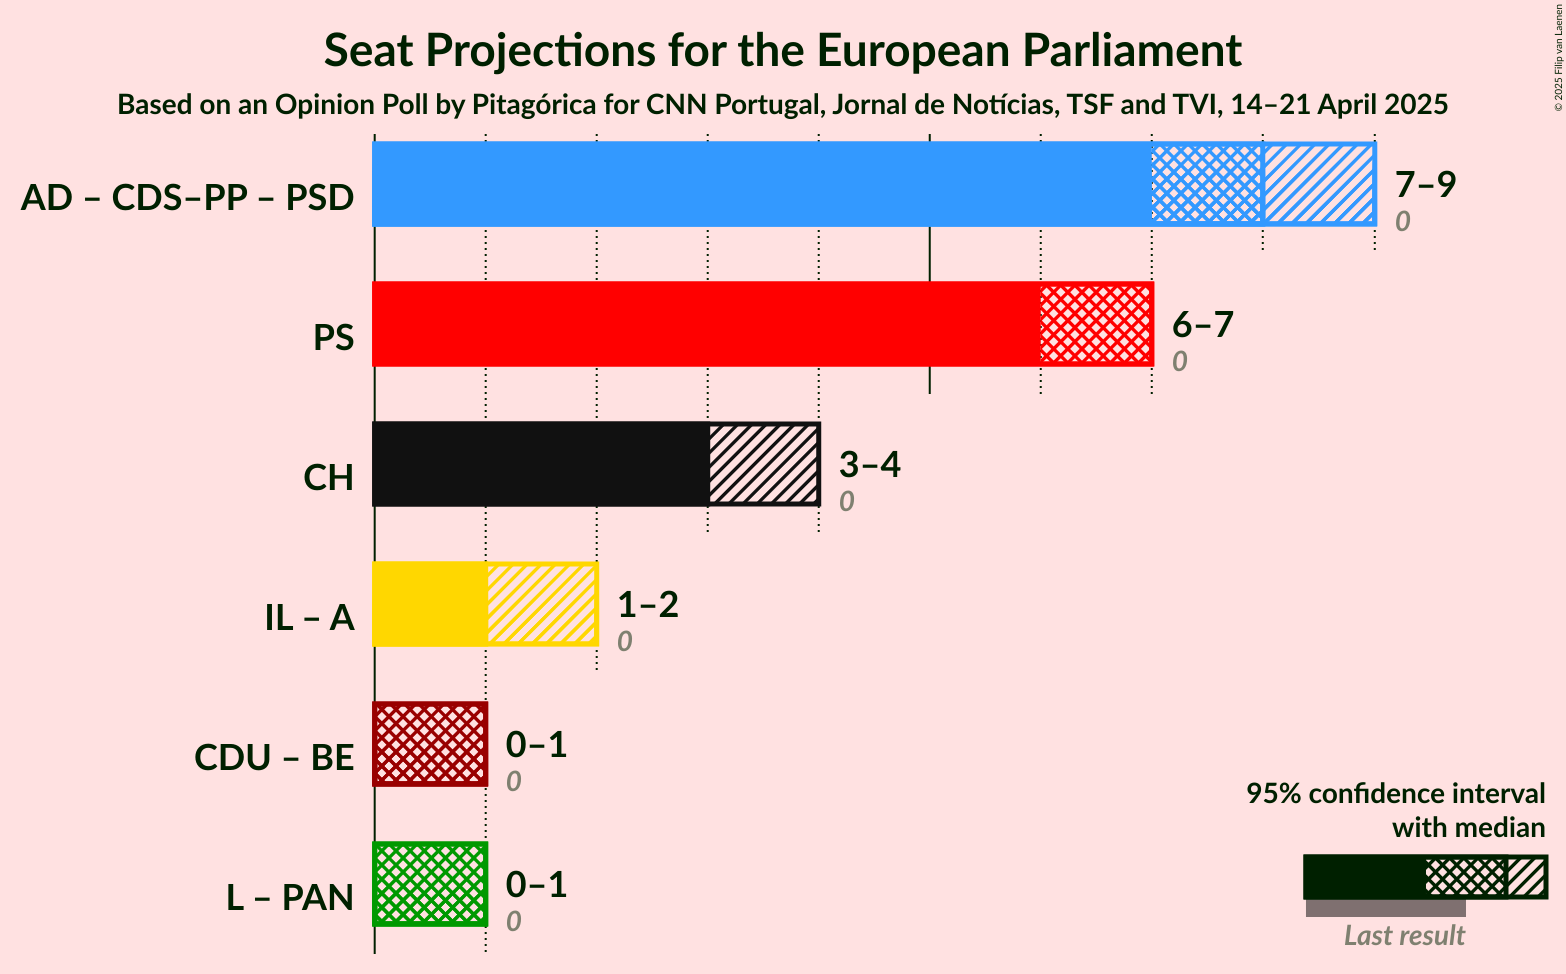 Seat Projections for the European Parliament
Based on an Opinion Poll by Pitagórica for CNN Portugal, Jornal de Notícias, TSF and TVI, 14–21 April 2025
© 2025 Filip van Laenen
AD – CDS–PP – PSD
7–9
0
PS
6–7
0
CH
3–4
0
IL – A
1–2
0
CDU – BE
0–1
0
L – PAN
0–1
0
95% confidence interval
with median
Last result